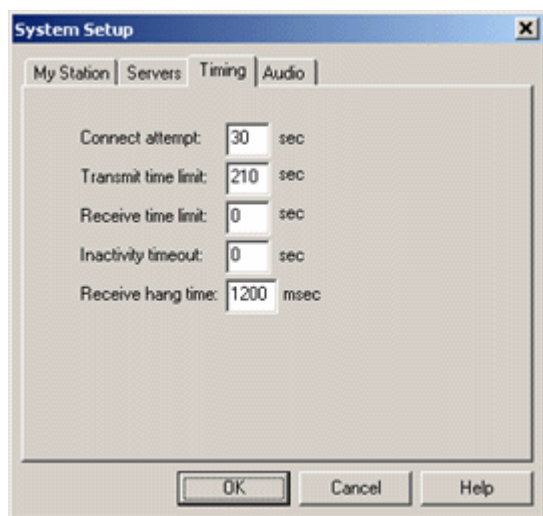 System Setup
My Station Servers Timing Audio
Connect attempt: 30 sec
Transmit time limit: 210 sec
Receive time limit: 0 sec
Inactivity timeout: 0 sec
Receive hang time: 1200 msec
OK Cancel Help